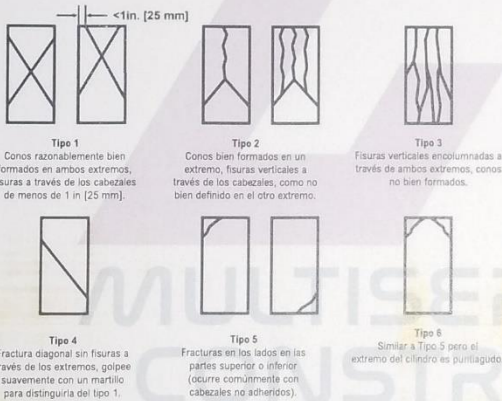 <1in. [25 mm]
Tipo 1
Conos razonablemente bien
formados en ambos extremos,
suras a través de los cabezales
de menos de 1 in [25 mm].
Tipo 2
Conos bien formados en un
extremo, fisuras verticales a
través de los cabezales, como no
bien definido en el otro extremo.
Tipo 3
Fisuras verticales encolumnadas a
través de ambos extremos, conos
no bien formados.
Tipo 4
Fractura diagonal sin fisuras a
través de los extremos, golpee
suavemente con un martillo
para distinguirla del tipo 1.
Tipo 5
Fracturas en los lados en las
partes superior o inferior
(ocurre comúnmente con
cabezales no adheridos).
Tipo 6
Similar a Tipo 5 pero el
extremo del cilindro es puntiagudo
MULTISE
CONSTR